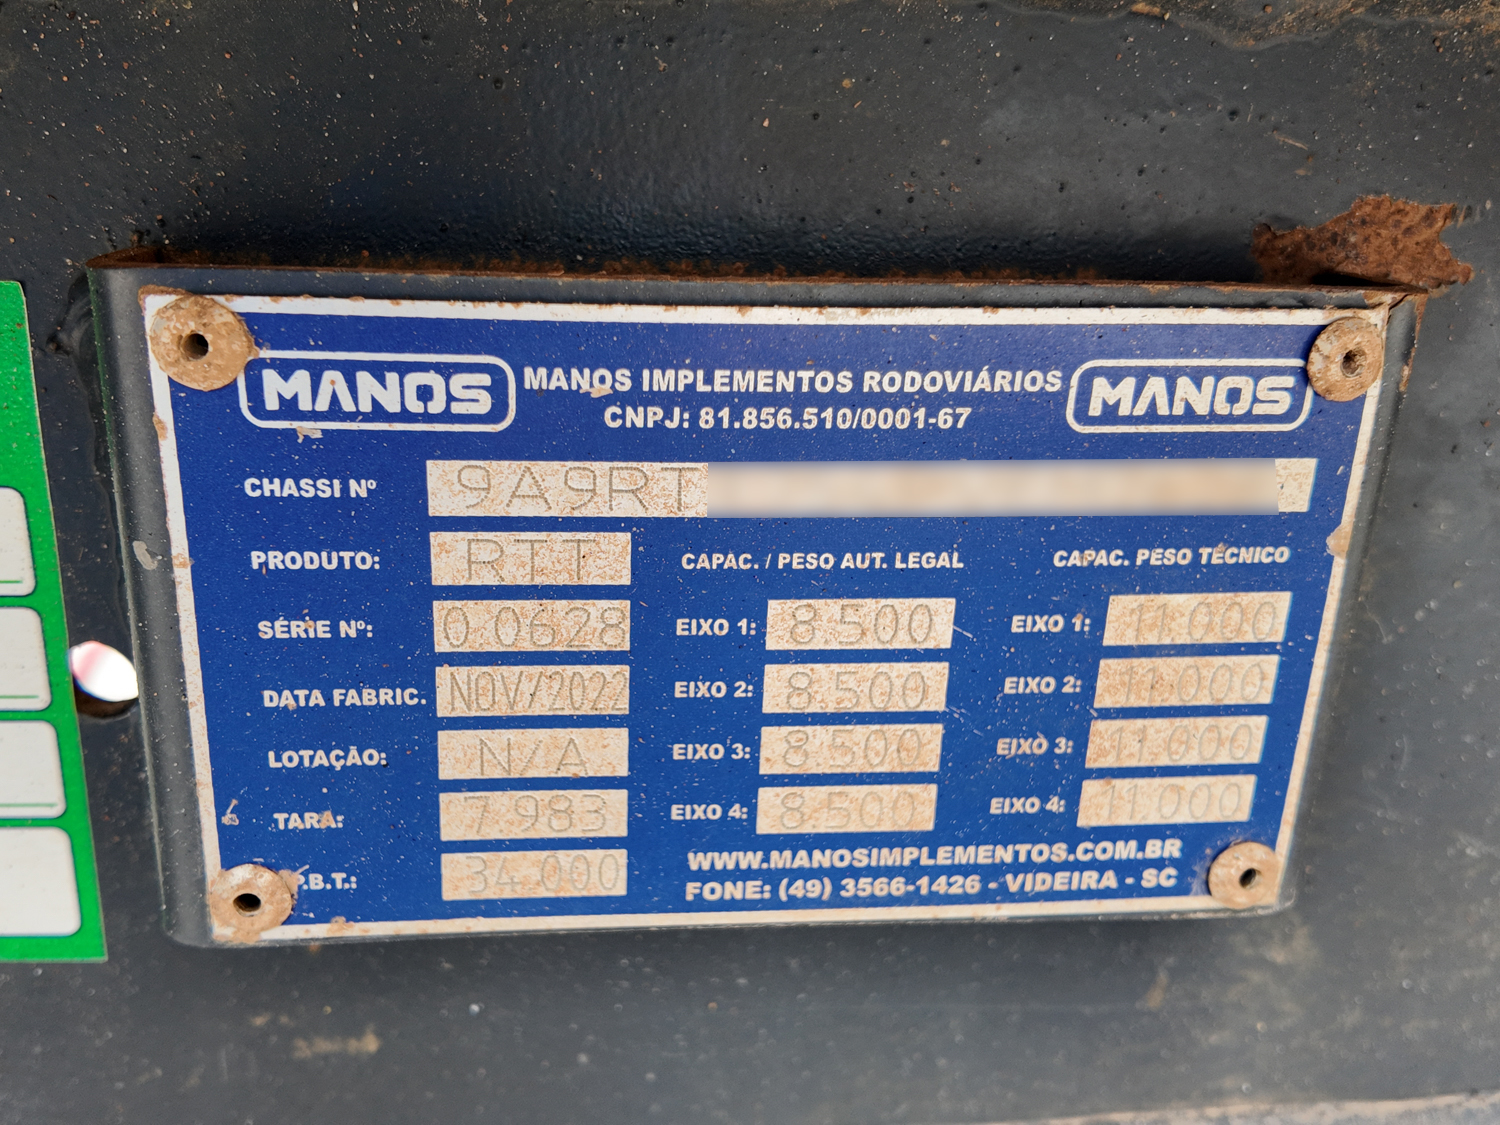 MANOS MANOS IMPLEMENTOS RODOVIÁRIOS MANOS
CNPJ: 81.856.510/0001-67
CHASSI Nº 9A9RT
PRODUTO: RTT CAPAC. / PESO AUT. LEGAL CAPAC. PESO TÉCNICO
SÉRIE Nº: 0.0628 EIXO 1: 8.500 EIXO 1: 11.000
DATA FABRIC. NOV/2022 EIXO 2: 8.500 EIXO 2: 11.000
LOTAÇÃO: N/A EIXO 3: 8.500 EIXO 3: 11.000
TARA: 7.983 EIXO 4: 8.500 EIXO 4: 11.000
.B.T.: 34.000 WWW.MANOSIMPLEMENTOS.COM.BR
FONE: (49) 3566-1426 - VIDEIRA - SC